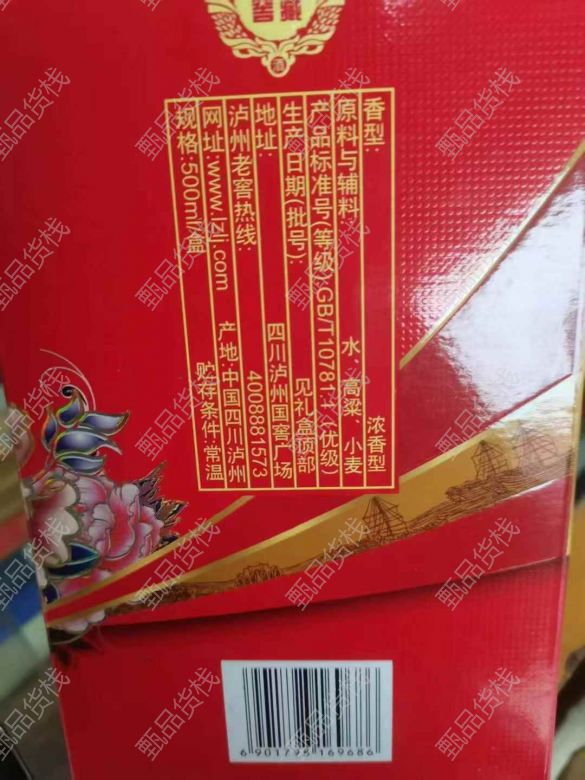 窖藏
酒
香型: 浓香型
原料与辅料: 水、高粱、小麦
产品标准号(等级):GB/T10781.1(优级)
生产日期(批号): 见礼盒顶部
地址: 四川泸州国窖广场
泸州老窖热线: 4008881573
网址:www.lzlj.com 产地:中国四川泸州
规格:500ml/盒 贮存条件:常温
6 901795 169686
甄品货栈